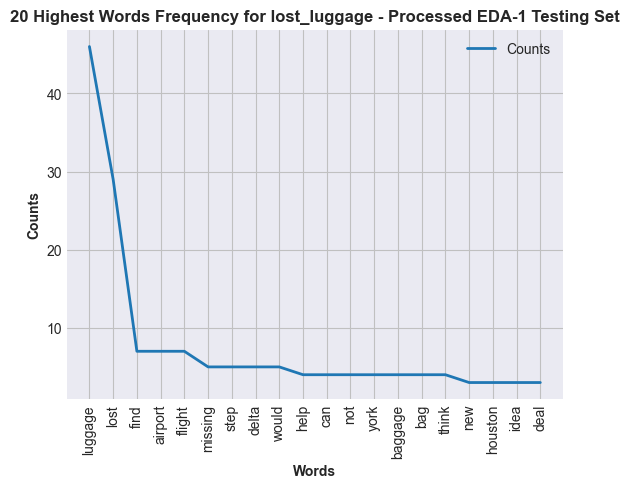 20 Highest Words Frequency for lost_luggage - Processed EDA-1 Testing Set
Counts
40
30
20
10
Counts
luggage
lost
find
airport
flight
missing
step
delta
would
help
can
not
york
baggage
bag
think
new
houston
idea
deal
Words